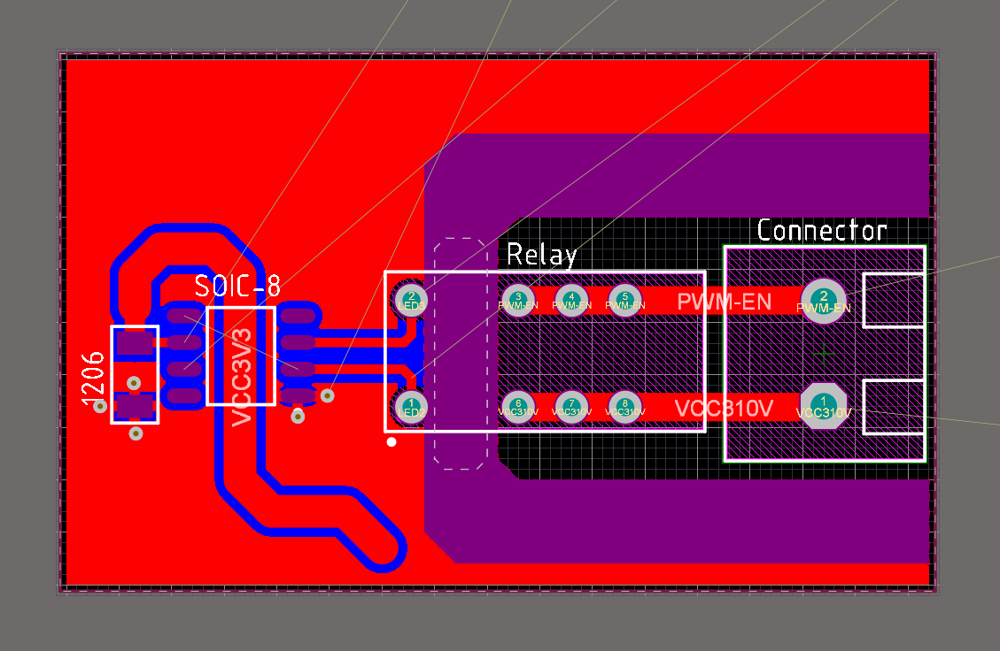 Connector
Relay
SOIC-8
1206
VCC3V3
2
LED3
3
PWM-EN
4
PWM-EN
5
PWM-EN
PWM-EN
2
PWM-EN
1
LED2
6
VCC310V
7
VCC310V
8
VCC310V
VCC310V
1
VCC310V